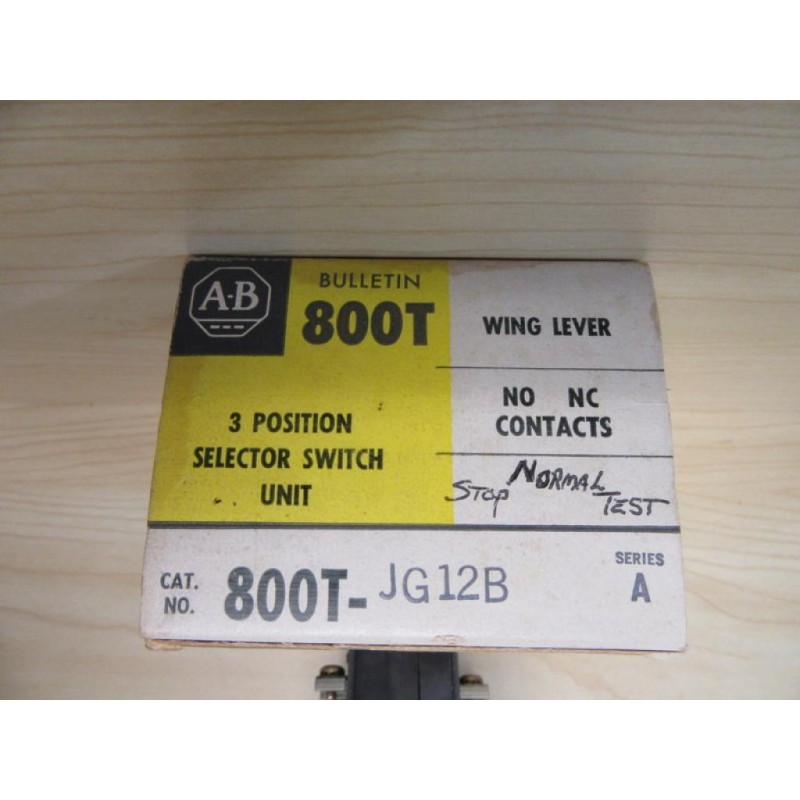 A-B
BULLETIN
800T
3 POSITION
SELECTOR SWITCH
UNIT
WING LEVER
NO NC
CONTACTS
STOP NORMAL TEST
CAT. NO. 800T-JG12B
SERIES A